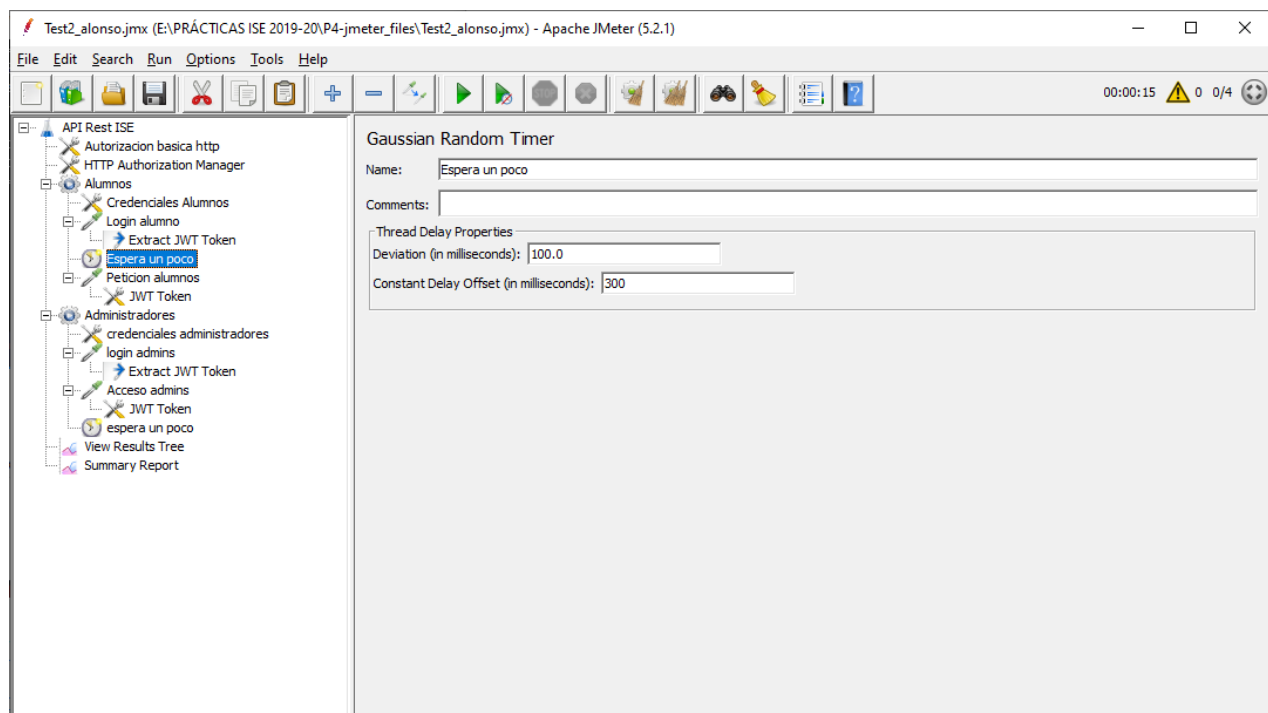 Test2_alonso.jmx (E:\PRÁCTICAS ISE 2019-20\P4-jmeter_files\Test2_alonso.jmx) - Apache JMeter (5.2.1)
File Edit Search Run Options Tools Help
STOP
00:00:15 0 0/4
API Rest ISE
Autorizacion basica http
HTTP Authorization Manager
Alumnos
Credenciales Alumnos
Login alumno
Extract JWT Token
Espera un poco
Peticion alumnos
JWT Token
Administradores
credenciales administradores
login admins
Extract JWT Token
Acceso admins
JWT Token
espera un poco
View Results Tree
Summary Report
Gaussian Random Timer
Name: Espera un poco
Comments:
Thread Delay Properties
Deviation (in milliseconds): 100.0
Constant Delay Offset (in milliseconds): 300